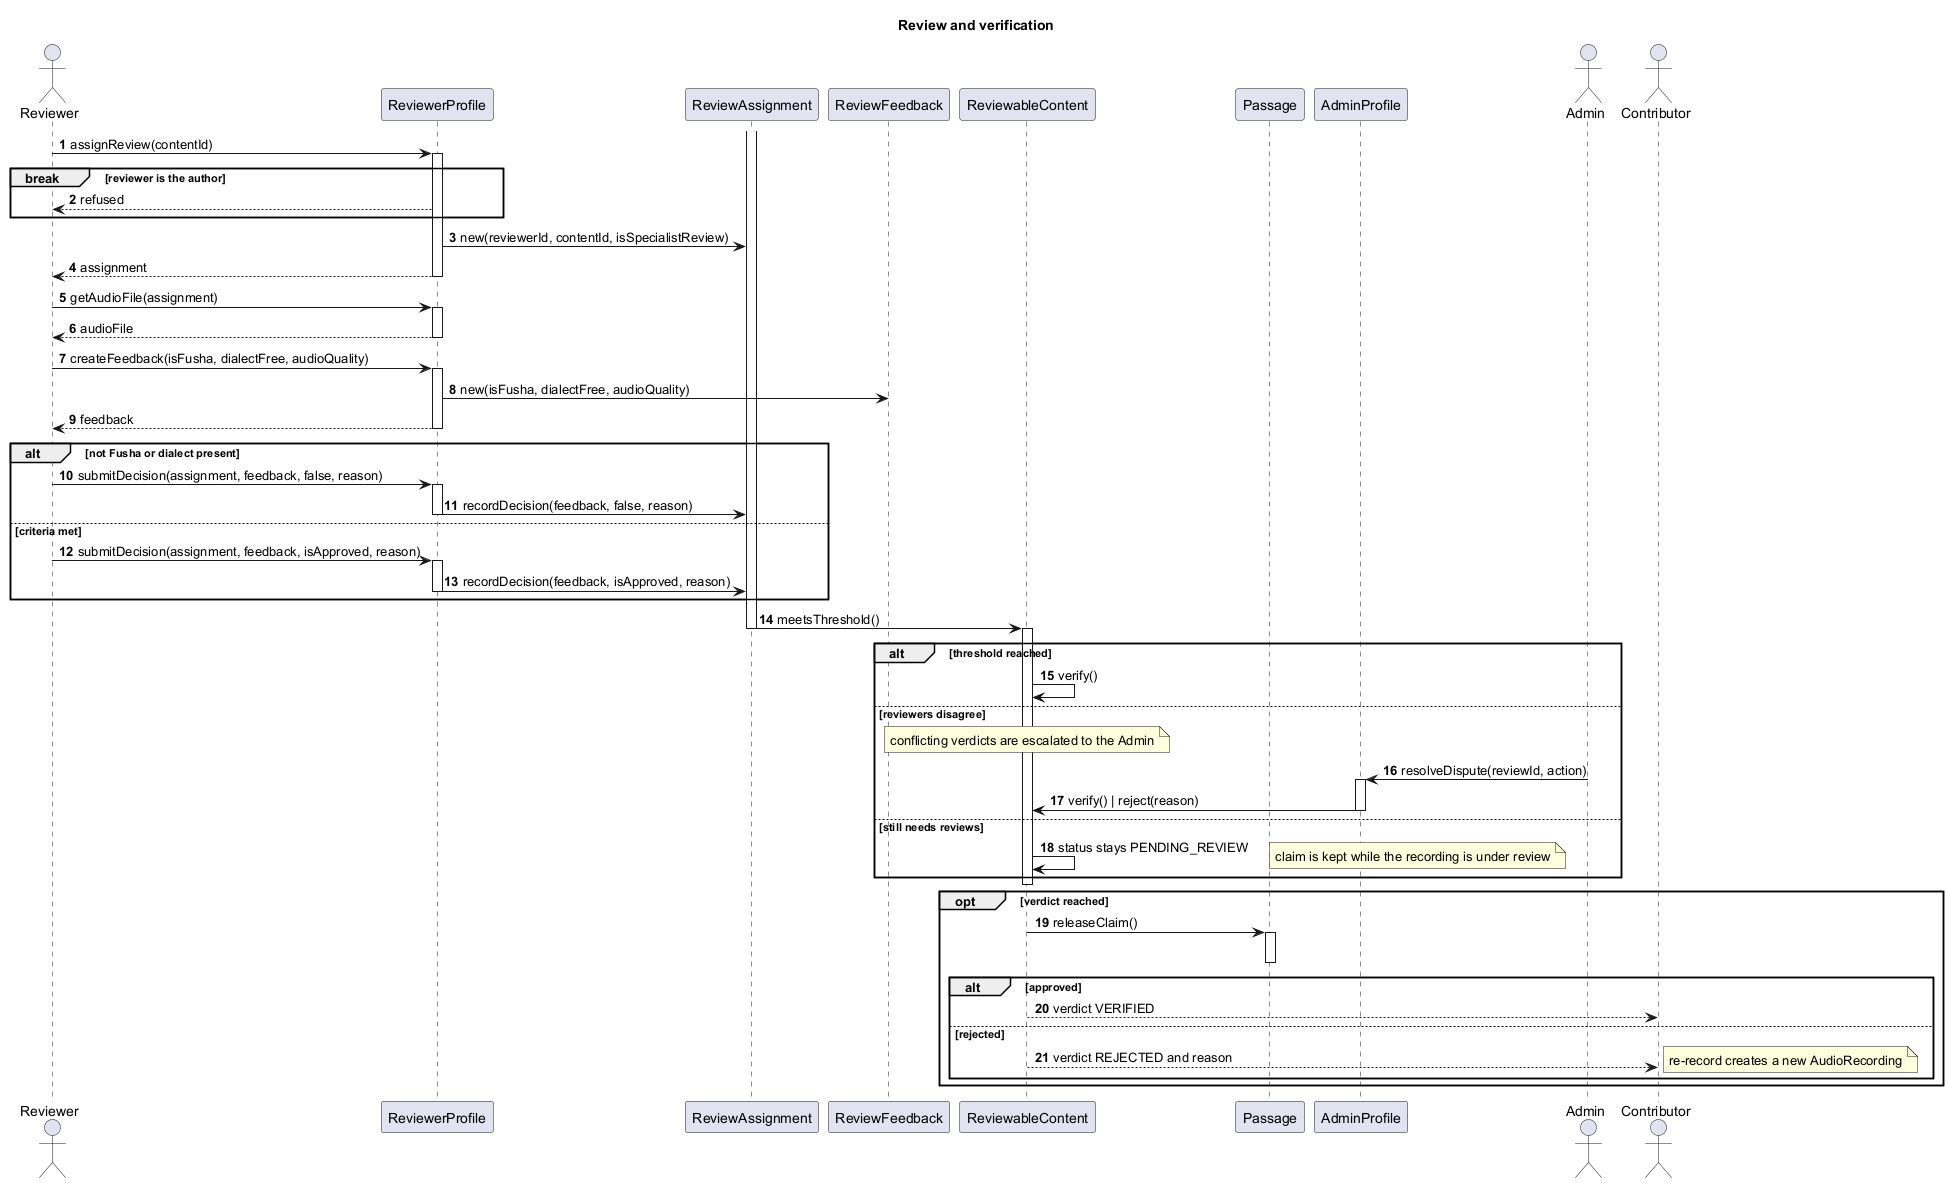 Review and verification
Reviewer
ReviewerProfile
ReviewAssignment
ReviewFeedback
ReviewableContent
Passage
AdminProfile
Admin
Contributor
1 assignReview(contentId)
break [reviewer is the author]
2 refused
3 new(reviewerId, contentId, isSpecialistReview)
4 assignment
5 getAudioFile(assignment)
6 audioFile
7 createFeedback(isFusha, dialectFree, audioQuality)
8 new(isFusha, dialectFree, audioQuality)
9 feedback
alt [not Fusha or dialect present]
10 submitDecision(assignment, feedback, false, reason)
11 recordDecision(feedback, false, reason)
[criteria met]
12 submitDecision(assignment, feedback, isApproved, reason)
13 recordDecision(feedback, isApproved, reason)
14 meetsThreshold()
alt [threshold reached]
15 verify()
[reviewers disagree]
conflicting verdicts are escalated to the Admin
16 resolveDispute(reviewId, action)
17 verify() | reject(reason)
[still needs reviews]
18 status stays PENDING_REVIEW
claim is kept while the recording is under review
opt [verdict reached]
19 releaseClaim()
alt [approved]
20 verdict VERIFIED
[rejected]
21 verdict REJECTED and reason
re-record creates a new AudioRecording
Reviewer
ReviewerProfile
ReviewAssignment
ReviewFeedback
ReviewableContent
Passage
AdminProfile
Admin
Contributor